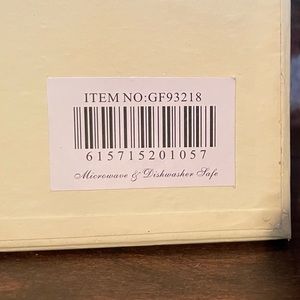 ITEM NO:GF93218
615715201057
Microwave & Dishwasher Safe